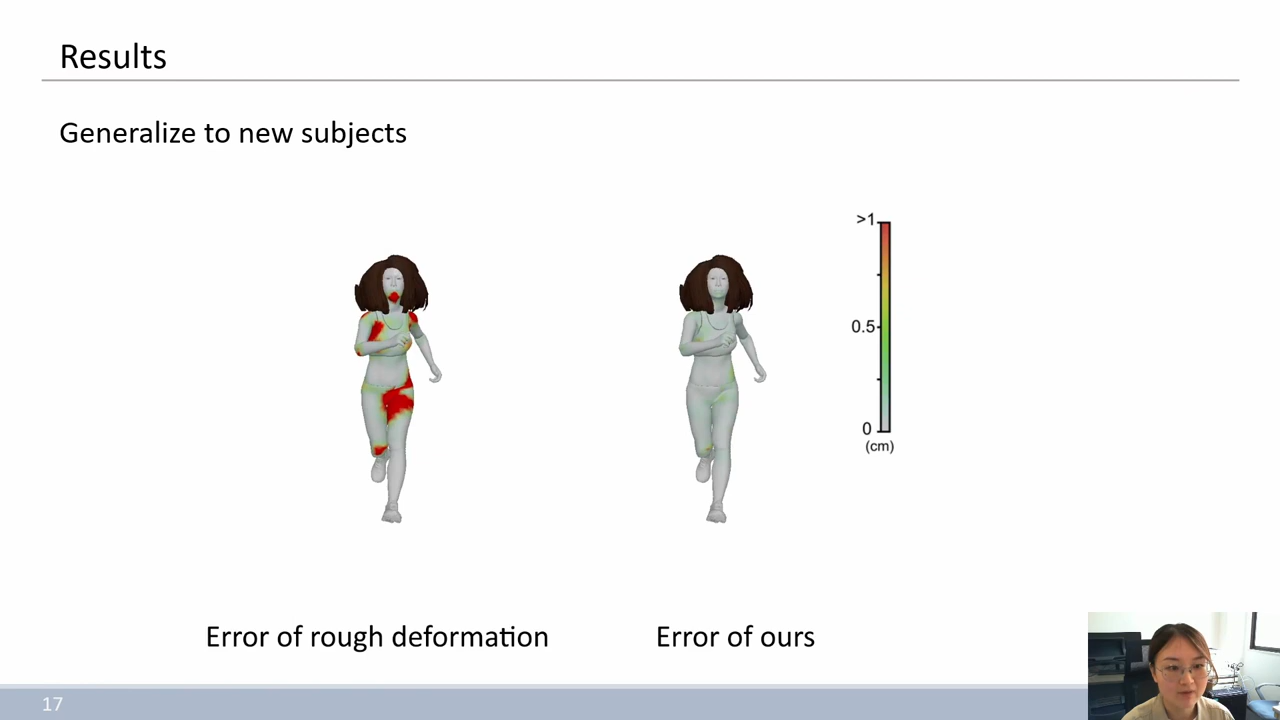 Results
Generalize to new subjects
>1
0.5
0
(cm)
Error of rough deformation
Error of ours
17